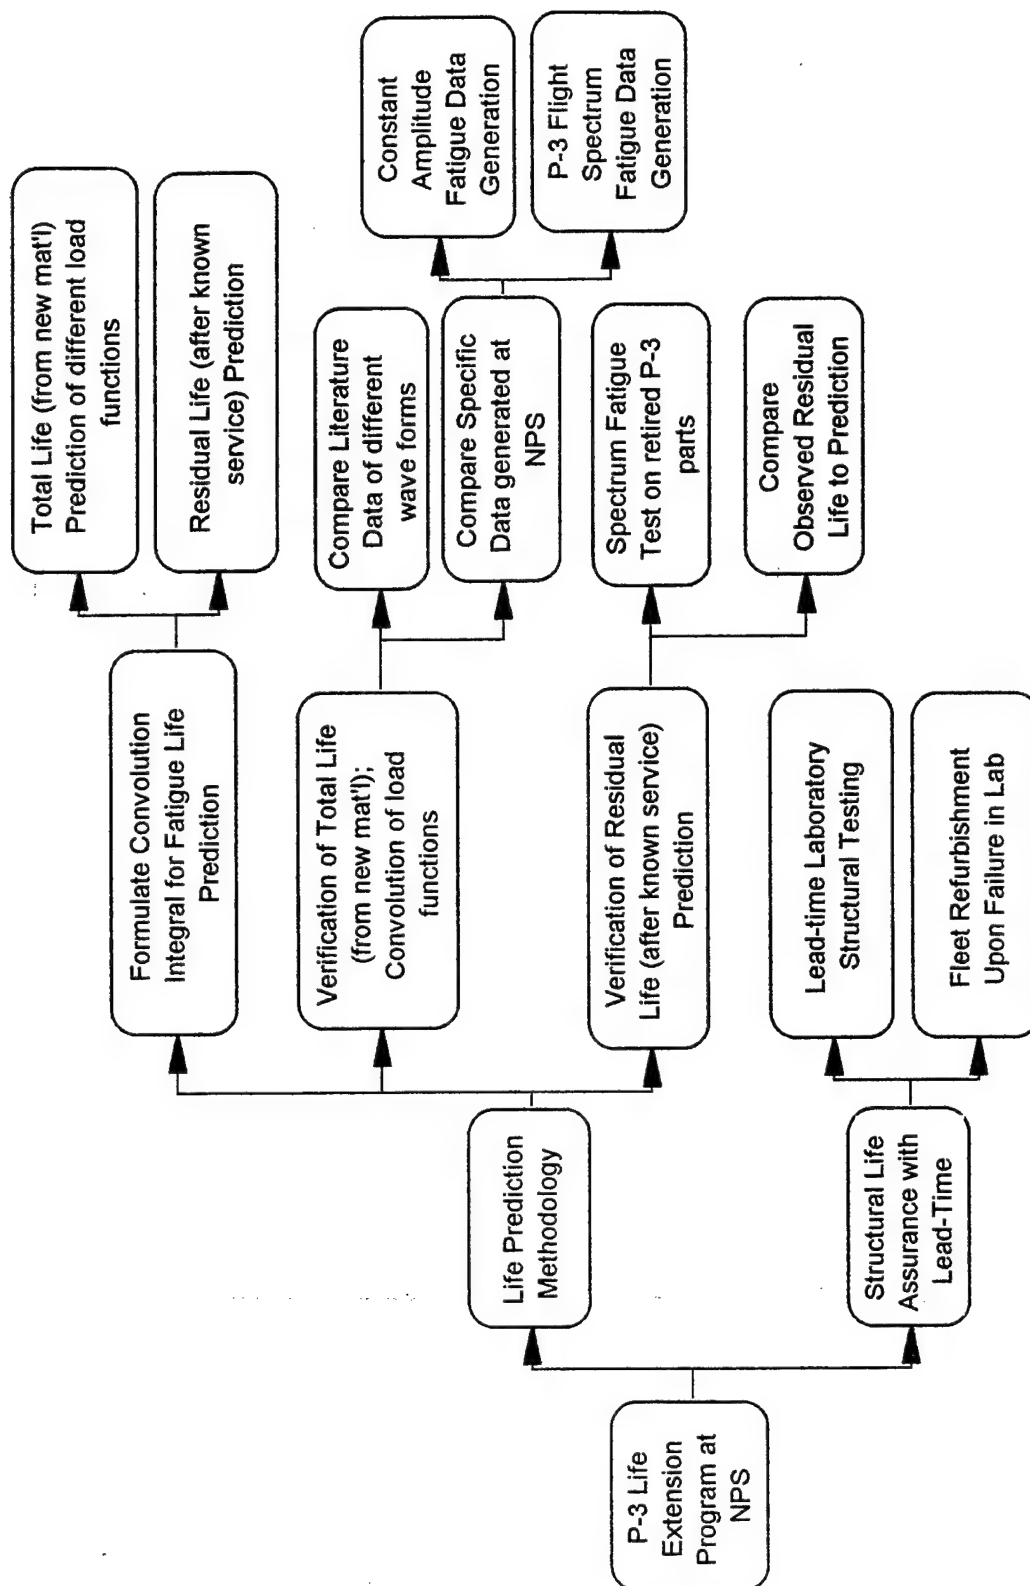 P-3 Life
Extension
Program at
NPS
Life Prediction
Methodology
Structural Life
Assurance with
Lead-Time
Formulate Convolution
Integral for Fatigue Life
Prediction
Verification of Total Life
(from new mat'l);
Convolution of load
functions
Verification of Residual
Life (after known service)
Prediction
Lead-time Laboratory
Structural Testing
Fleet Refurbishment
Upon Failure in Lab
Total Life (from new mat'l)
Prediction of different load
functions
Residual Life (after known
service) Prediction
Compare Literature
Data of different
wave forms
Compare Specific
Data generated at
NPS
Spectrum Fatigue
Test on retired P-3
parts
Compare
Observed Residual
Life to Prediction
Constant
Amplitude
Fatigue Data
Generation
P-3 Flight
Spectrum
Fatigue Data
Generation